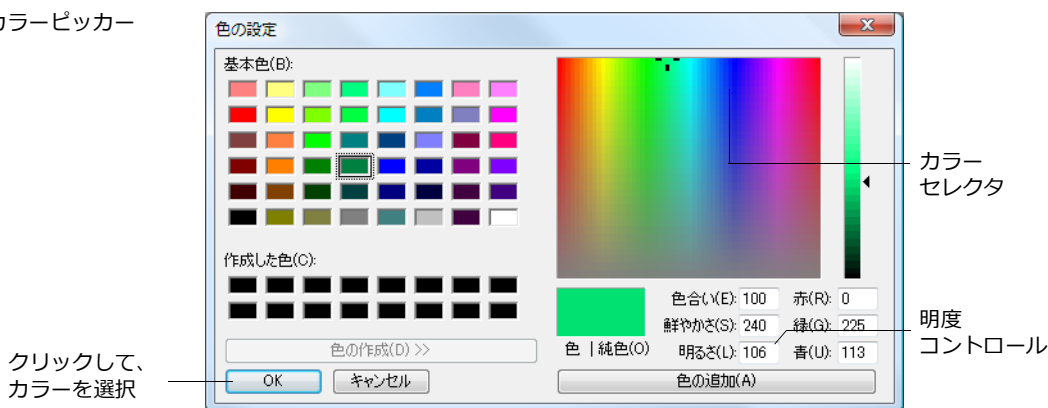 カラーピッカー
色の設定
基本色(B):
作成した色(C):
色の作成(D) >>
OK
キャンセル
色 | 純色(O)
色合い(E): 100
鮮やかさ(S): 240
明るさ(L): 106
赤(R): 0
緑(G): 225
青(U): 113
色の追加(A)
カラー
セレクタ
明度
コントロール
クリックして、
カラーを選択